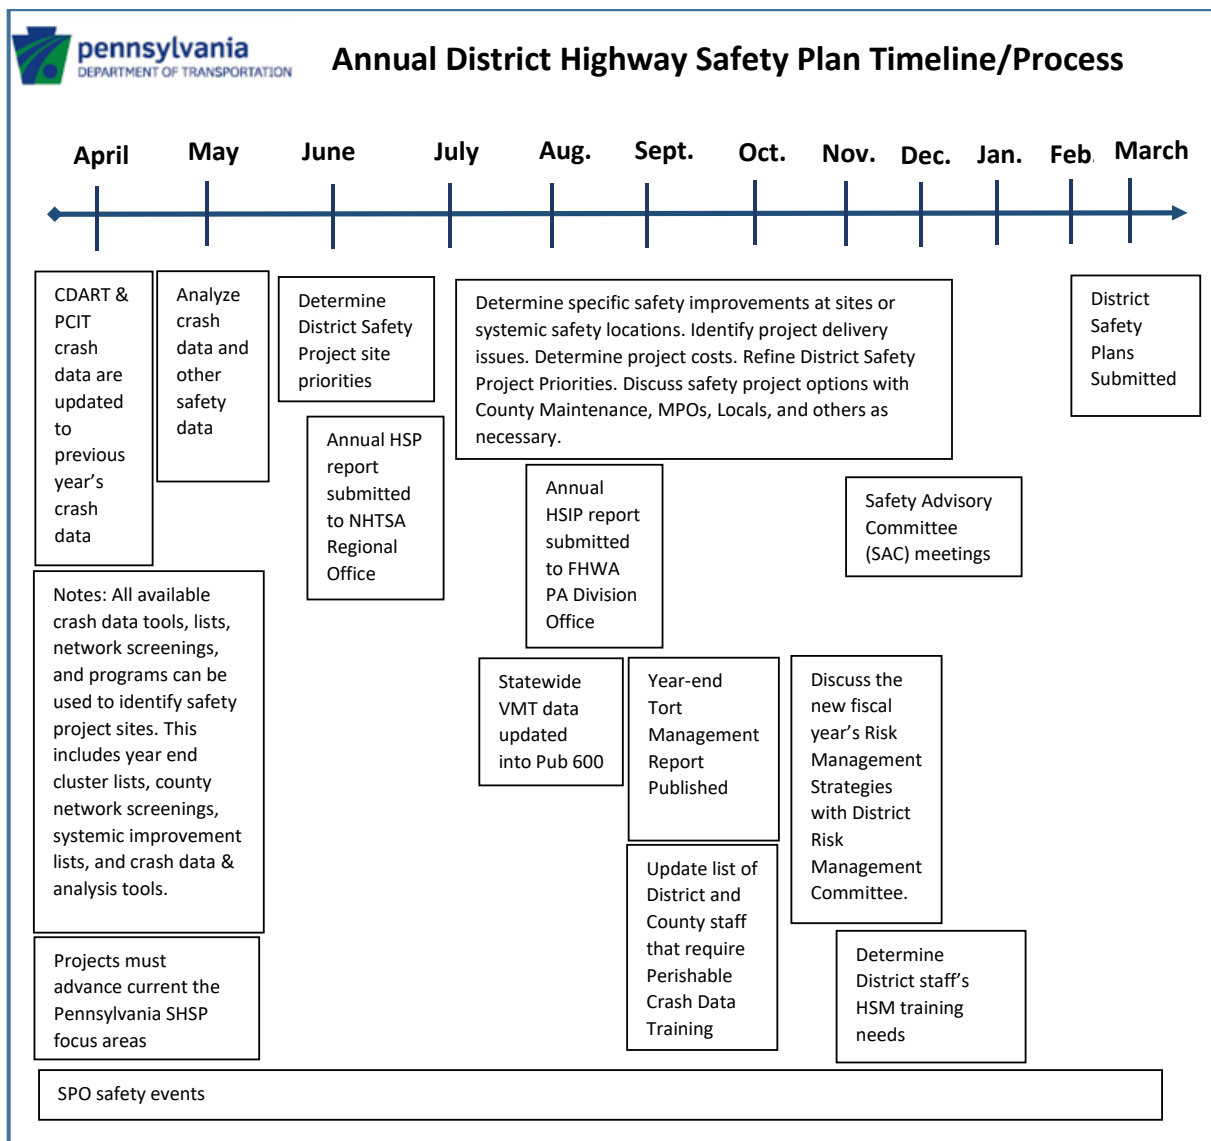 pennsylvania
DEPARTMENT OF TRANSPORTATION
Annual District Highway Safety Plan Timeline/Process
April May June July Aug. Sept. Oct. Nov. Dec. Jan. Feb. March
CDART &
PCIT
crash
data are
updated
to
previous
year's
crash
data
Analyze
crash
data and
other
safety
data
Determine
District Safety
Project site
priorities
Annual HSP
report
submitted
to NHTSA
Regional
Office
Determine specific safety improvements at sites or
systemic safety locations. Identify project delivery
issues. Determine project costs. Refine District Safety
Project Priorities. Discuss safety project options with
County Maintenance, MPOs, Locals, and others as
necessary.
District
Safety
Plans
Submitted
Annual
HSIP report
submitted
to FHWA
PA Division
Office
Safety Advisory
Committee
(SAC) meetings
Notes: All available
crash data tools, lists,
network screenings,
and programs can be
used to identify safety
project sites. This
includes year end
cluster lists, county
network screenings,
systemic improvement
lists, and crash data &
analysis tools.
Statewide
VMT data
updated
into Pub 600
Year-end
Tort
Management
Report
Published
Discuss the
new fiscal
year's Risk
Management
Strategies
with District
Risk
Management
Committee.
Update list of
District and
County staff
that require
Perishable
Crash Data
Training
Determine
District staff's
HSM training
needs
Projects must
advance current the
Pennsylvania SHSP
focus areas
SPO safety events